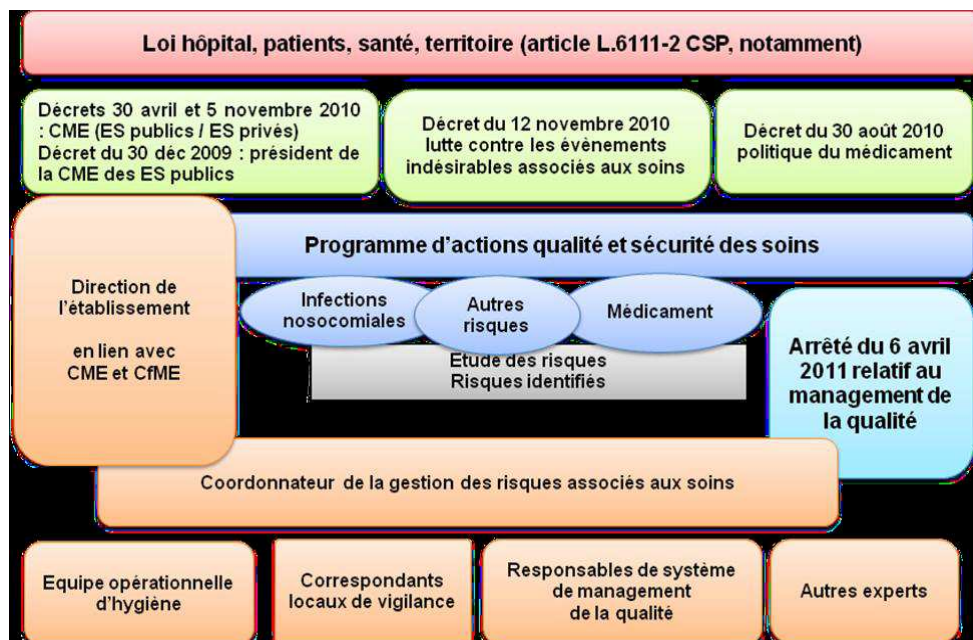 Loi hôpital, patients, santé, territoire (article L.6111-2 CSP, notamment)
Décrets 30 avril et 5 novembre 2010
: CME (ES publics / ES privés)
Décret du 30 déc 2009 : président de
la CME des ES publics
Décret du 12 novembre 2010
lutte contre les évènements
indésirables associés aux soins
Décret du 30 août 2010
politique du médicament
Programme d'actions qualité et sécurité des soins
Direction de
l'établissement
en lien avec
CME et CfME
Infections
nosocomiales
Autres
risques
Médicament
Etude des risques
Risques identifiés
Arrêté du 6 avril
2011 relatif au
management de
la qualité
Coordonnateur de la gestion des risques associés aux soins
Equipe opérationnelle
d'hygiène
Correspondants
locaux de vigilance
Responsables de système
de management
de la qualité
Autres experts